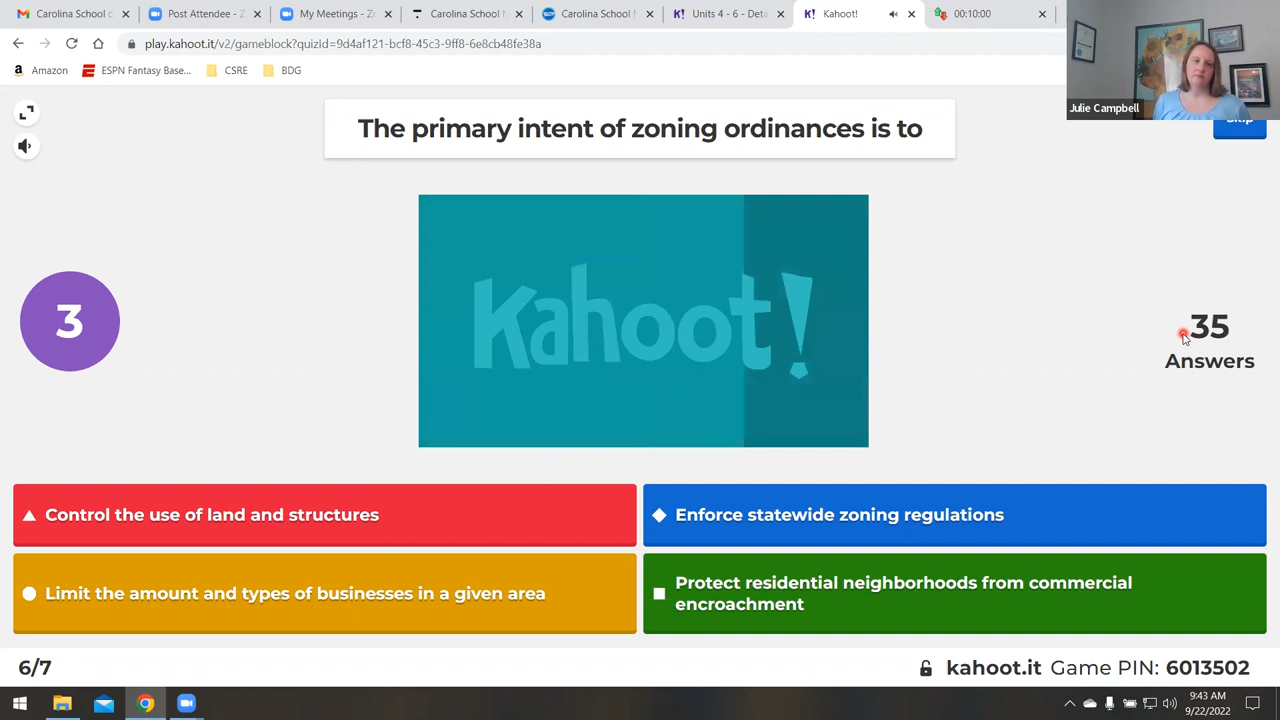 Carolina School c
Post Attendee - Z
My Meetings - Zo
Carolina School N
Carolina School N
K! Units 4 - 6 - Deta
K! Kahoot!
00:10:00
play.kahoot.it/v2/gameblock?quizId=9d4af121-bcf8-45c3-9ff8-6e8cb48fe38a
Amazon
ESPN Fantasy Base...
CSRE
BDG
Julie Campbell
Skip
The primary intent of zoning ordinances is to
Kahoot!
3
35
Answers
Control the use of land and structures
Enforce statewide zoning regulations
Limit the amount and types of businesses in a given area
Protect residential neighborhoods from commercial
encroachment
6/7
kahoot.it Game PIN: 6013502
9:43 AM
9/22/2022